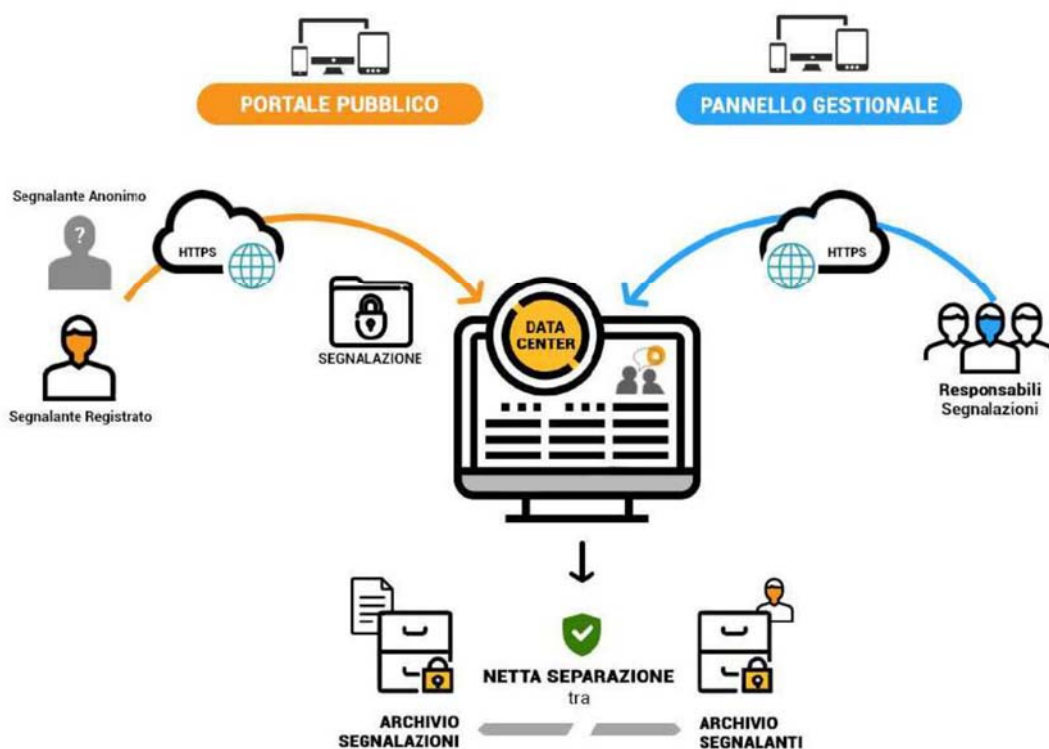 PORTALE PUBBLICO
PANNELLO GESTIONALE
Segnalante Anonimo
?
HTTPS
HTTPS
SEGNALAZIONE
DATA
CENTER
Segnalante Registrato
Responsabili
Segnalazioni
NETTA SEPARAZIONE
tra
ARCHIVIO
SEGNALAZIONI
ARCHIVIO
SEGNALANTI